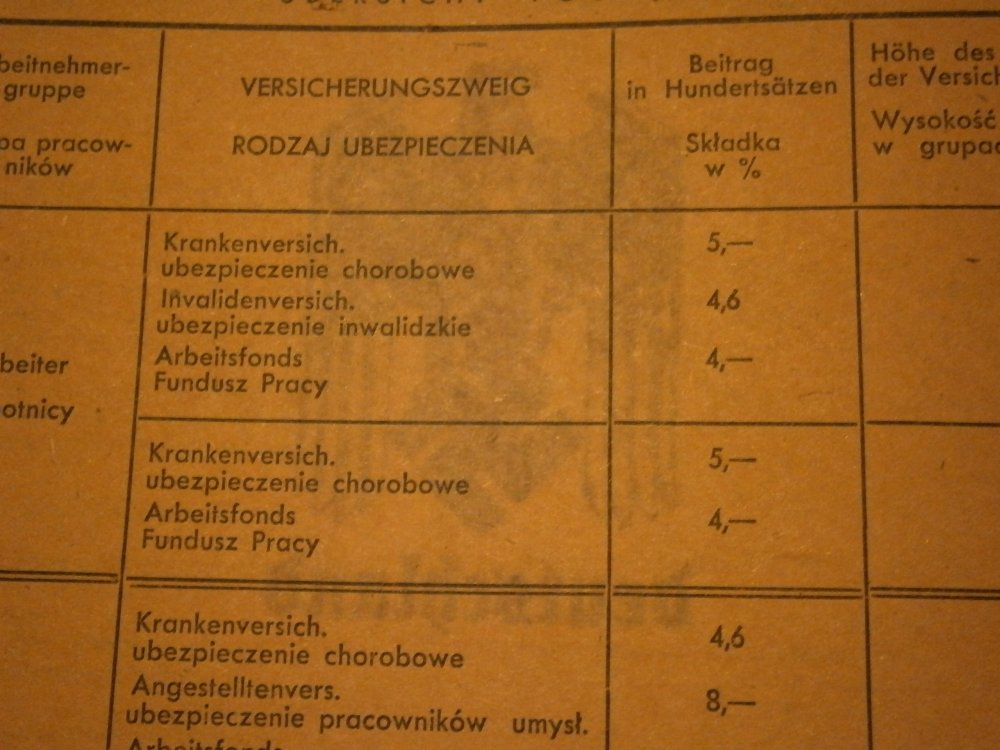 beitnehmer-
gruppe
pa pracow-
ników
VERSICHERUNGSZWEIG
RODZAJ UBEZPIECZENIA
Beitrag
in Hundertsätzen
Składka
w %
Höhe des
der Versich
Wysokość
w grupac
beiter
otnicy
Krankenversich.
ubezpieczenie chorobowe
5,—
Invalidenversich.
ubezpieczenie inwalidzkie
4,6
Arbeitsfonds
Fundusz Pracy
4,—
Krankenversich.
ubezpieczenie chorobowe
5,—
Arbeitsfonds
Fundusz Pracy
4,—
Krankenversich.
ubezpieczenie chorobowe
4,6
Angestelltenvers.
ubezpieczenie pracowników umysł.
8,—
Arbeitsfonds